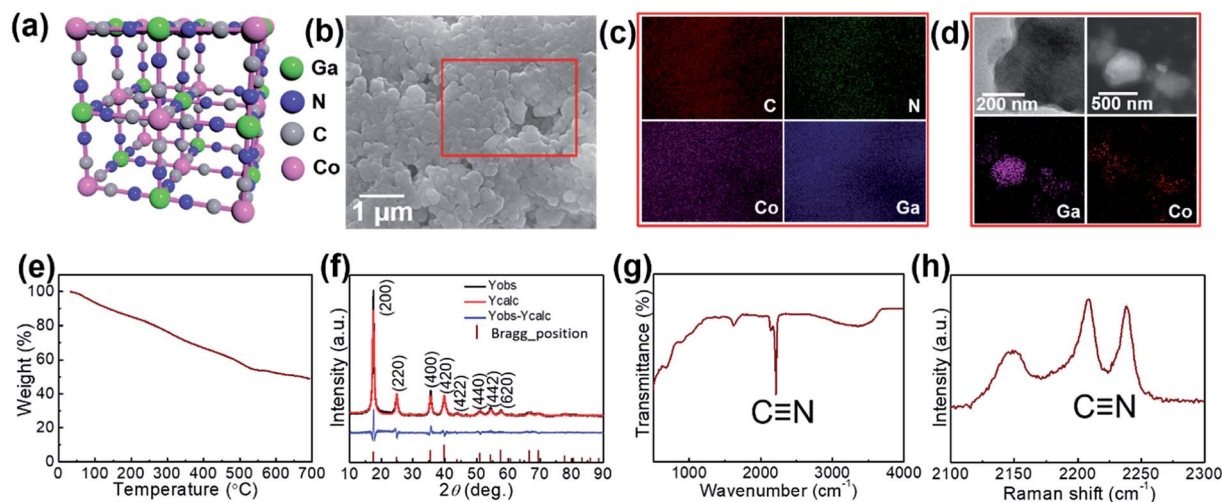 (a)
Ga
N
C
Co
(b)
1 μm
(c)
C
N
Co
Ga
(d)
200 nm
500 nm
Ga
Co
(e)
100
80
60
40
20
0
0 100 200 300 400 500 600 700
Weight (%)
Temperature (°C)
(f)
(200)
(220)
(400)
(420)
(422)
(440)
(442)
(620)
Yobs
Ycalc
Yobs-Ycalc
Bragg_position
Intensity (a.u.)
10 20 30 40 50 60 70 80 90
2θ (deg.)
(g)
Transmittance (%)
C≡N
1000 2000 3000 4000
Wavenumber (cm⁻¹)
(h)
Intensity (a.u.)
C≡N
2100 2150 2200 2250 2300
Raman shift (cm⁻¹)